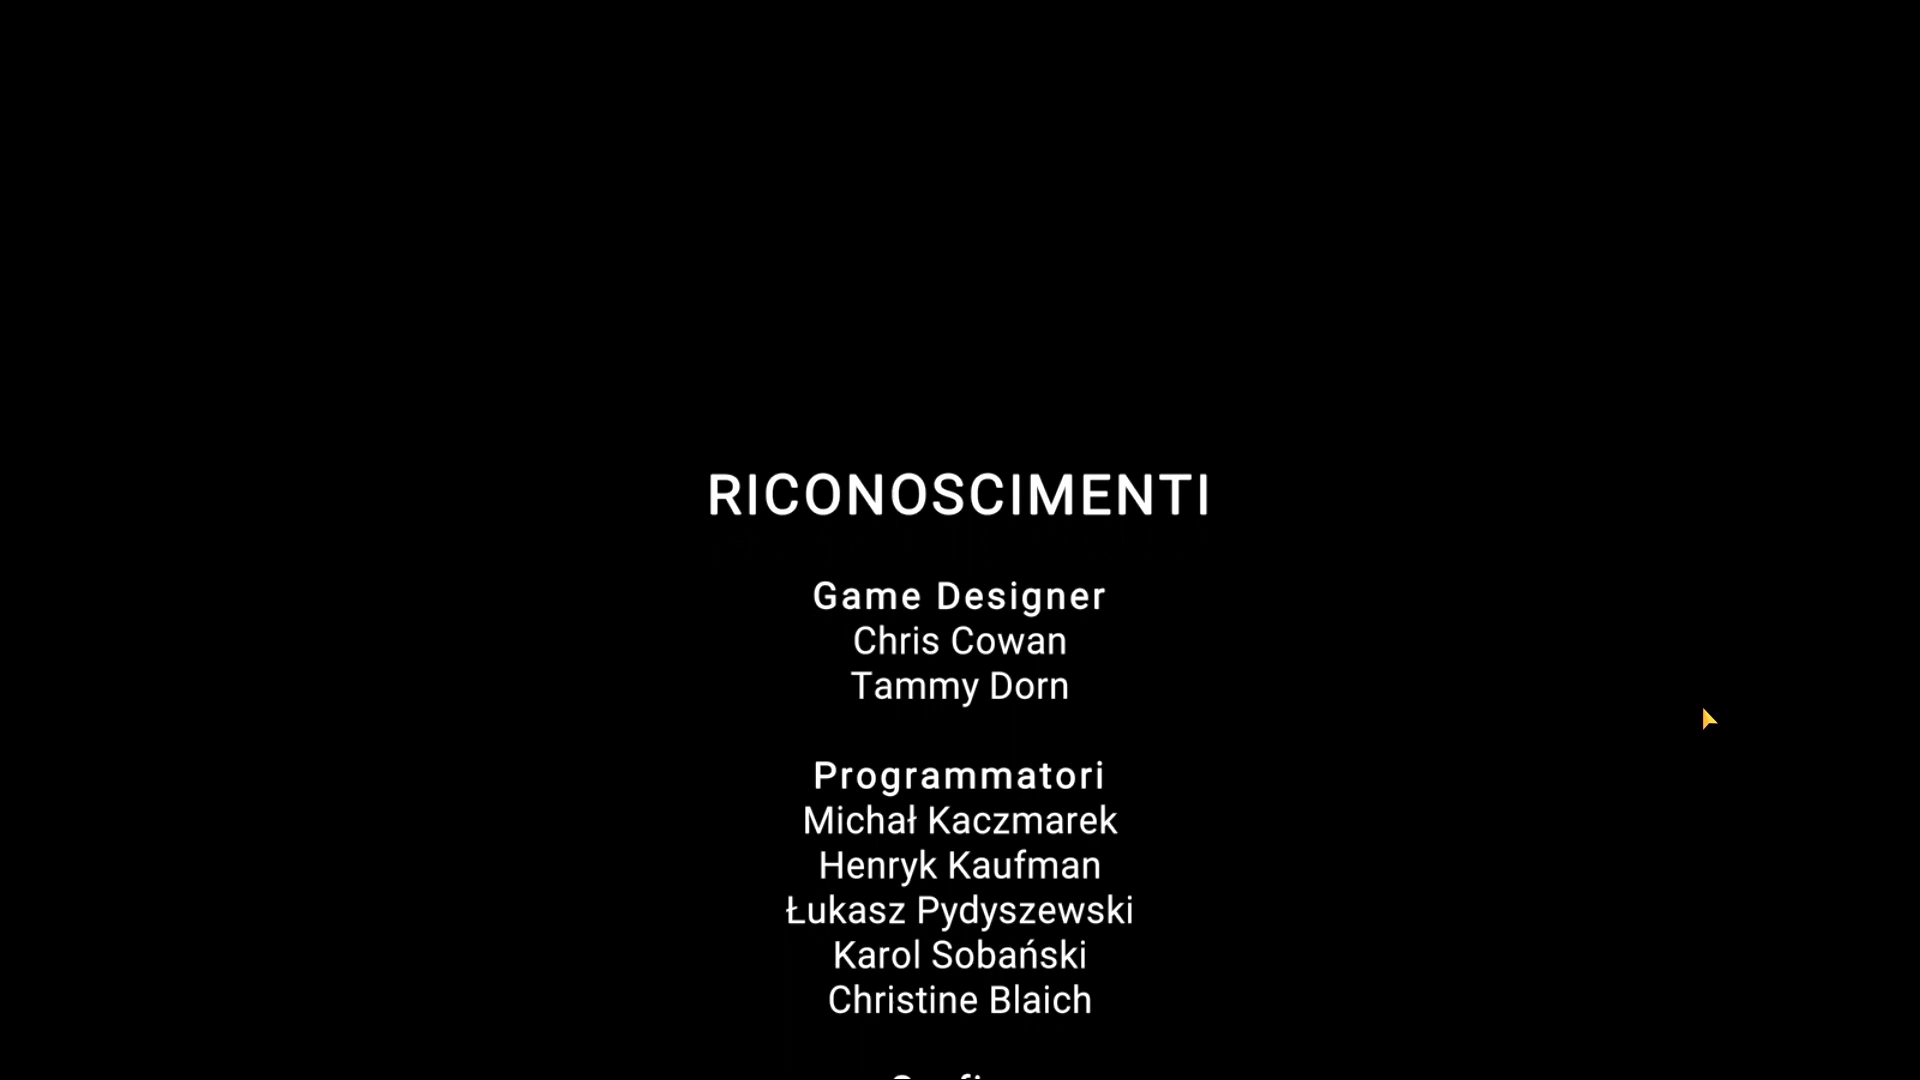 RICONOSCIMENTI
Game Designer
Chris Cowan
Tammy Dorn
Programmatori
Michał Kaczmarek
Henryk Kaufman
Łukasz Pydyszewski
Karol Sobański
Christine Blaich